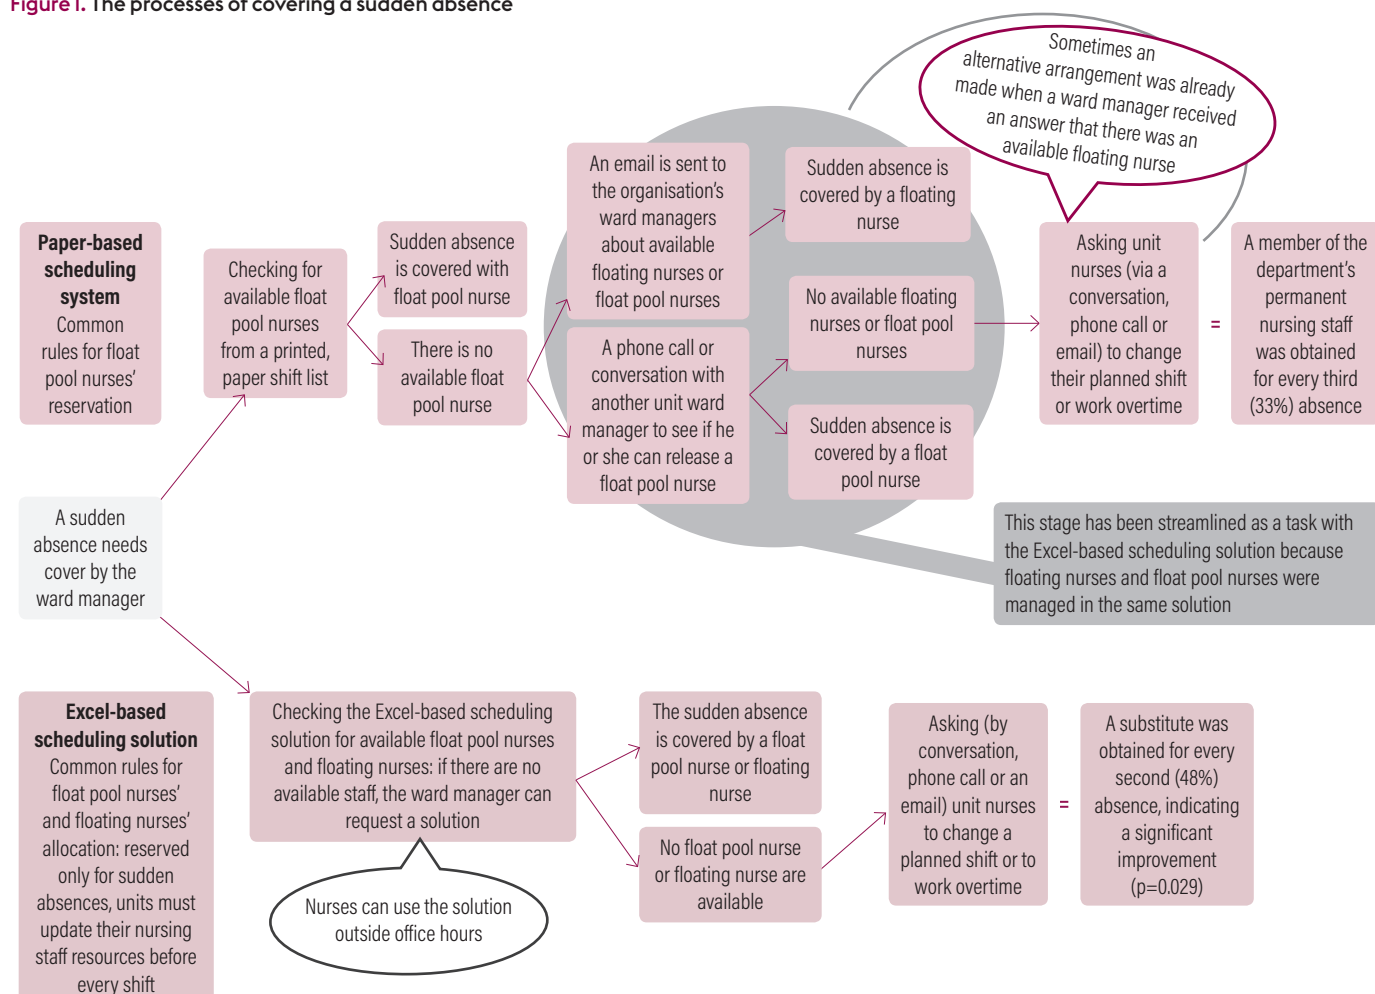 Figure 1. The processes of covering a sudden absence
Sometimes an
alternative arrangement was already
made when a ward manager received
an answer that there was an
available floating nurse
Paper-based
scheduling
system
Common
rules for float
pool nurses’
reservation
Checking for
available float
pool nurses
from a printed,
paper shift list
Sudden absence
is covered with
float pool nurse
There is no
available float
pool nurse
An email is sent to
the organisation’s
ward managers
about available
floating nurses or
float pool nurses
A phone call or
conversation with
another unit ward
manager to see if he
or she can release a
float pool nurse
Sudden absence is
covered by a floating
nurse
No available floating
nurses or float pool
nurses
Sudden absence is
covered by a float
pool nurse
Asking unit
nurses (via a
conversation,
phone call or
email) to change
their planned shift
or work overtime
=
A member of the
department’s
permanent
nursing staff
was obtained
for every third
(33%) absence
A sudden
absence needs
cover by the
ward manager
This stage has been streamlined as a task with
the Excel-based scheduling solution because
floating nurses and float pool nurses were
managed in the same solution
Excel-based
scheduling solution
Common rules for
float pool nurses’
and floating nurses’
allocation: reserved
only for sudden
absences, units must
update their nursing
staff resources before
every shift
Checking the Excel-based scheduling
solution for available float pool nurses
and floating nurses: if there are no
available staff, the ward manager can
request a solution
Nurses can use the solution
outside office hours
The sudden absence
is covered by a float
pool nurse or floating
nurse
No float pool nurse
or floating nurse are
available
Asking (by
conversation,
phone call or an
email) unit nurses
to change a
planned shift or to
work overtime
=
A substitute was
obtained for every
second (48%)
absence, indicating
a significant
improvement
(p=0.029)